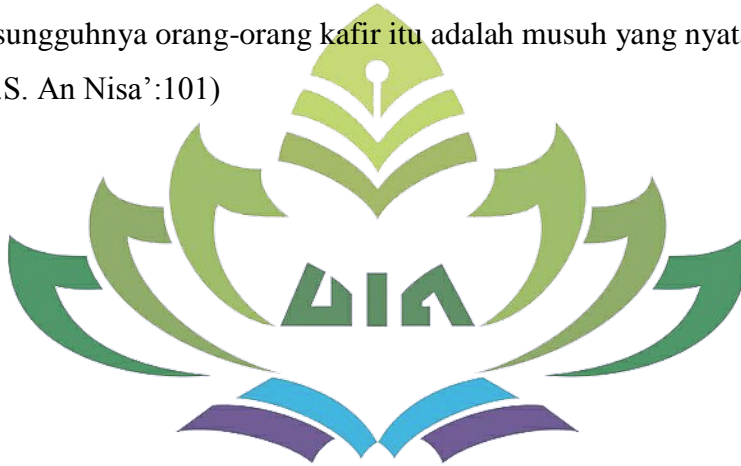 sungguhnya orang-orang kafir itu adalah musuh yang nyat
.S. An Nisa’:101)
UIN